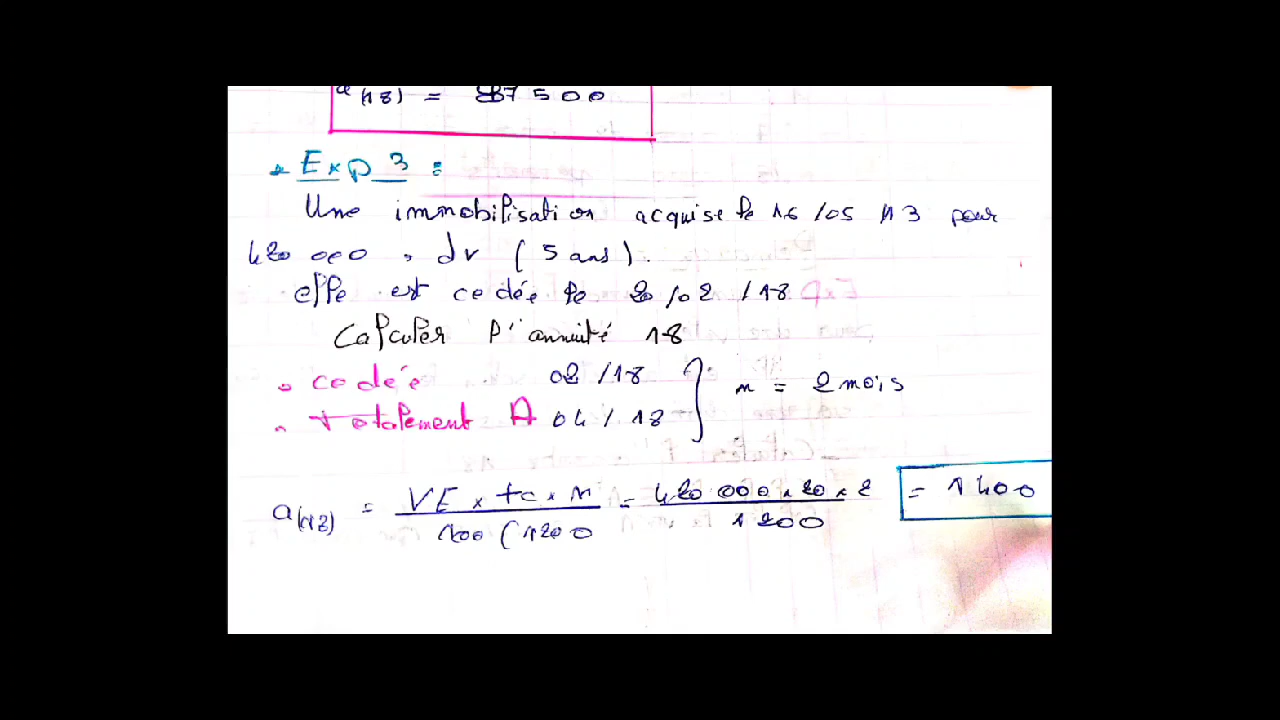 a(18) = 87 500
* Exp 3 :
Une immobilisation acquise le 16 /05 /13 pour
420 000 . dv ( 5 ans ) .
elle est cedée le 20 /02 /18
Calculer l'annuité 18
. cedée 02 /18
. totalement A 04 / 18
m = 2 mois
a(18) = VE x tc x M / 100 ( 1200 = 420 000 x 20 x 2 / 1200 = 1400